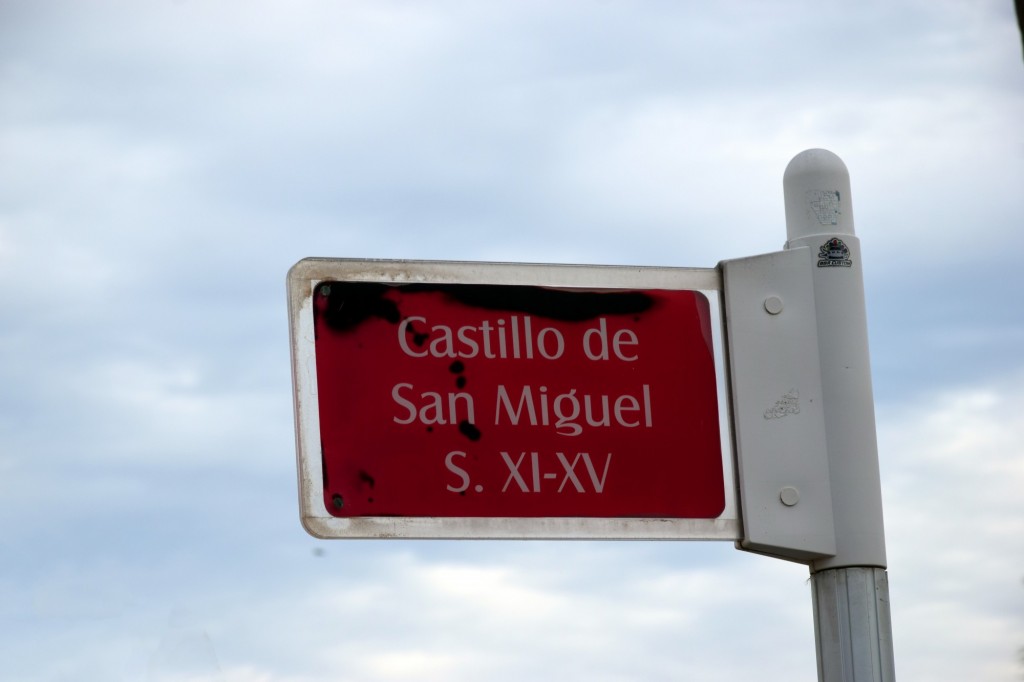 Castillo de
San Miguel
S. XI-XV